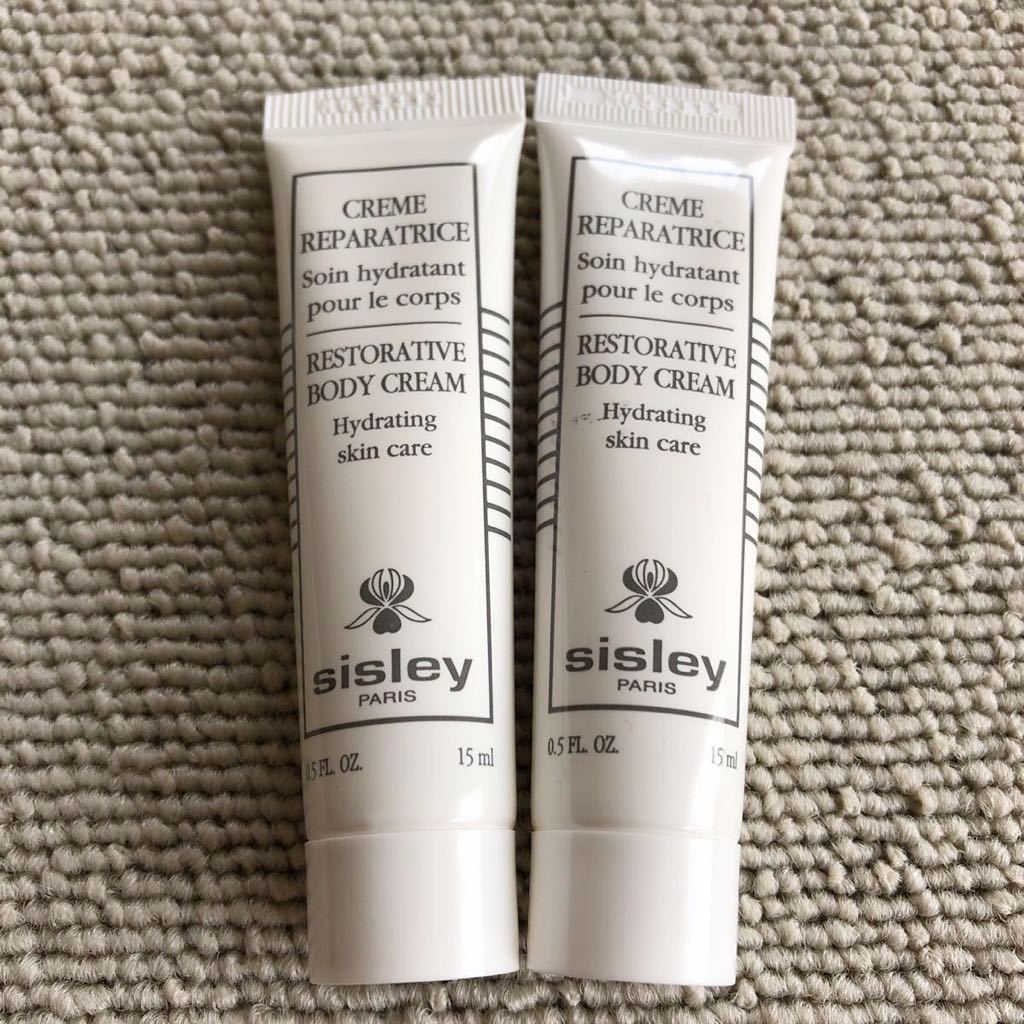 CREME
REPARATRICE
Soin hydratant
pour le corps
RESTORATIVE
BODY CREAM
Hydrating
skin care
sisley
PARIS
0.5 FL. OZ. 15 ml
CREME
REPARATRICE
Soin hydratant
pour le corps
RESTORATIVE
BODY CREAM
Hydrating
skin care
sisley
PARIS
0.5 FL. OZ. 15 ml